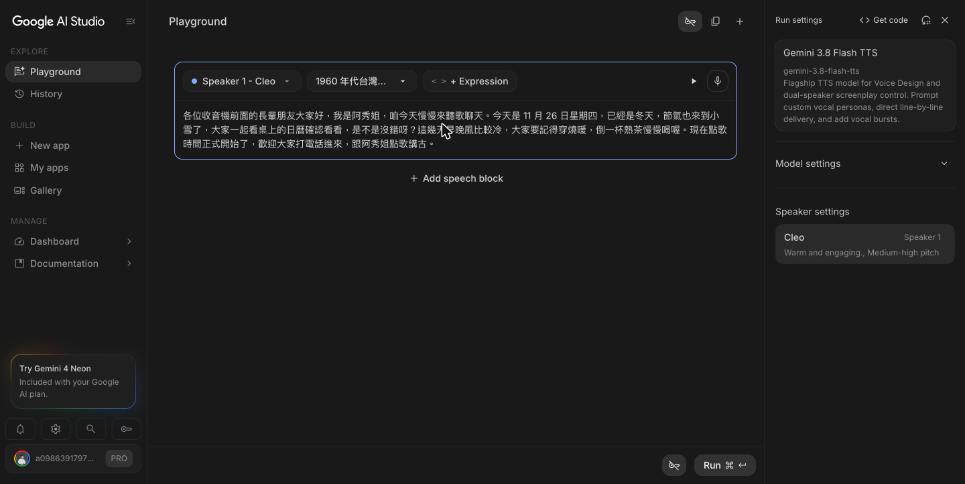 Google AI Studio
EXPLORE
Playground
History
BUILD
New app
My apps
Gallery
MANAGE
Dashboard
Documentation
Try Gemini 4 Neon
Included with your Google
AI plan.
a0986391797...
PRO
Playground
Speaker 1 - Cleo
1960 年代台灣...
< > + Expression
各位收音機前面的長輩朋友大家好，我是阿秀姐，咱今天慢慢來聽歌聊天。今天是 11 月 26 日星期四，已經是冬天，節氣也來到小
雪了，大家一起看桌上的日曆確認看看，是不是沒錯呀？這幾天晚風比較冷，大家要記得穿燒暖，倒一杯熱茶慢慢喝喔。現在點歌
時間正式開始了，歡迎大家打電話進來，跟阿秀姐點歌講古。
+ Add speech block
Run ⌘ ↵
Run settings
<> Get code
Gemini 3.8 Flash TTS
gemini-3.8-flash-tts
Flagship TTS model for Voice Design and
dual-speaker screenplay control. Prompt
custom vocal personas, direct line-by-line
delivery, and add vocal bursts.
Model settings
Speaker settings
Cleo
Speaker 1
Warm and engaging., Medium-high pitch